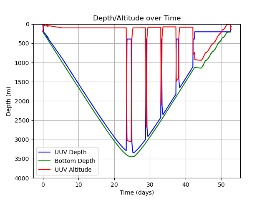 Depth/Altitude over Time
0
500
1000
1500
2000
2500
3000
3500
4000
Depth (m)
UUV Depth
Bottom Depth
UUV Altitude
0
10
20
30
40
50
Time (days)